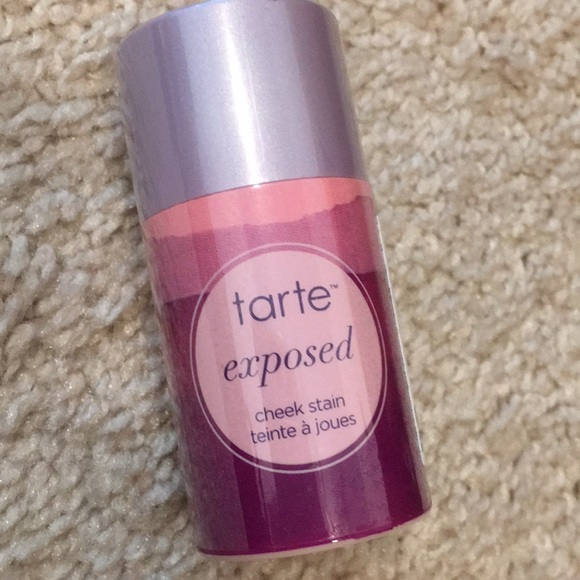 tarte™
exposed
cheek stain
teinte à joues